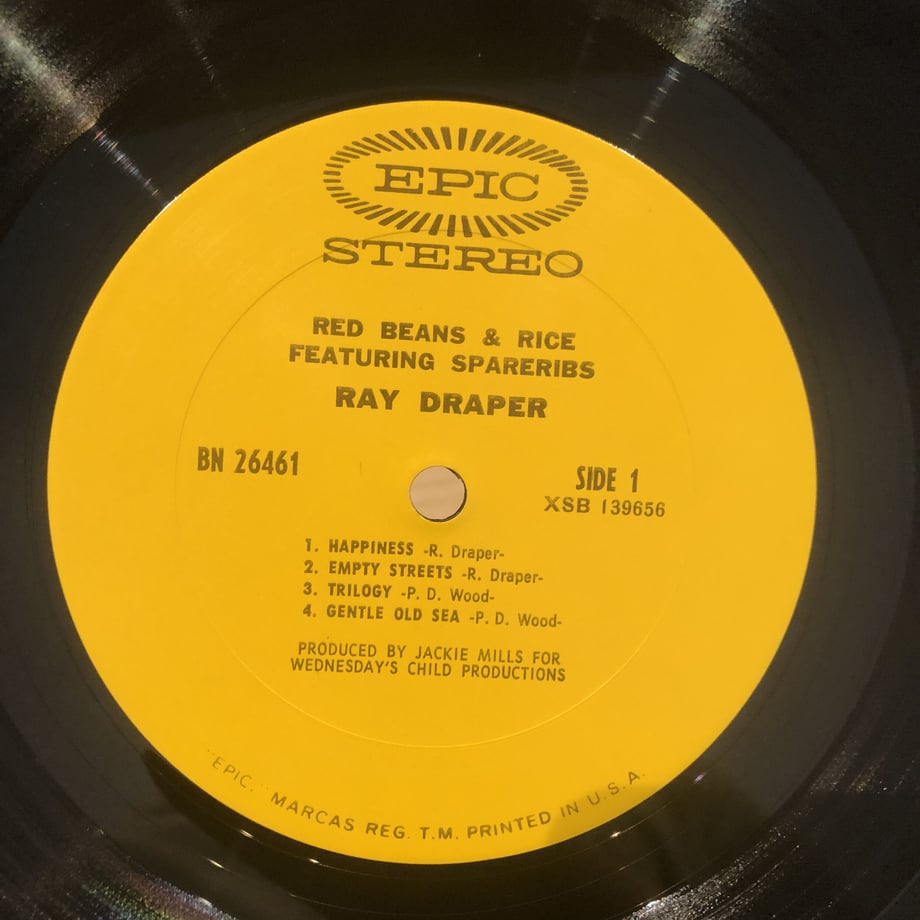 EPIC
STEREO
RED BEANS & RICE
FEATURING SPARERIBS
RAY DRAPER
BN 26461
SIDE 1
XSB 139656
1. HAPPINESS -R. Draper-
2. EMPTY STREETS -R. Draper-
3. TRILOGY -P. D. Wood-
4. GENTLE OLD SEA -P. D. Wood-
PRODUCED BY JACKIE MILLS FOR
WEDNESDAY'S CHILD PRODUCTIONS
"EPIC," MARCAS REG. T.M. PRINTED IN U.S.A.